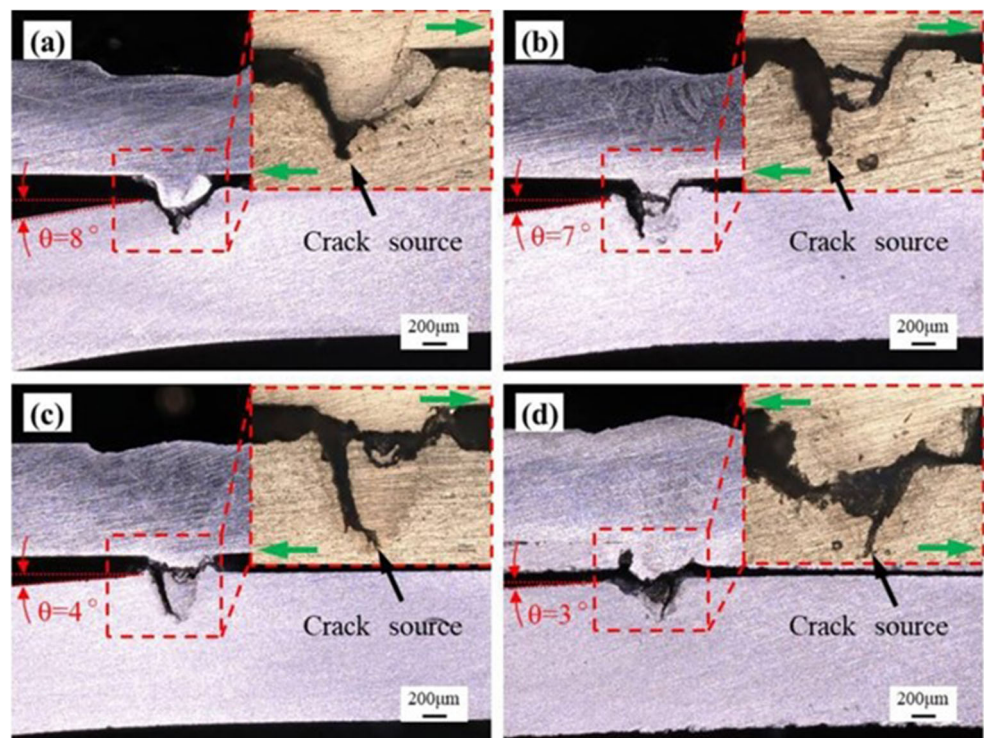 (a)
θ=8°
Crack source
200μm
(b)
θ=7°
Crack source
200μm
(c)
θ=4°
Crack source
200μm
(d)
θ=3°
Crack source
200μm